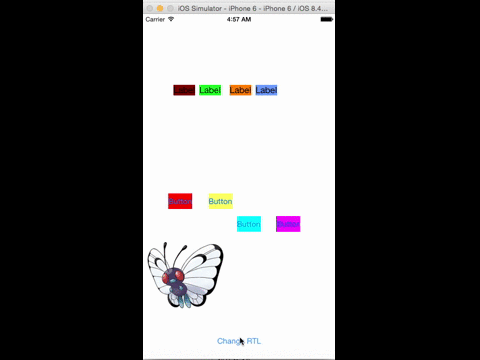 iOS Simulator - iPhone 6 - iPhone 6 / iOS 8.4...
Carrier 4:57 AM
Label Label Label Label
Button Button
Button
Change RTL